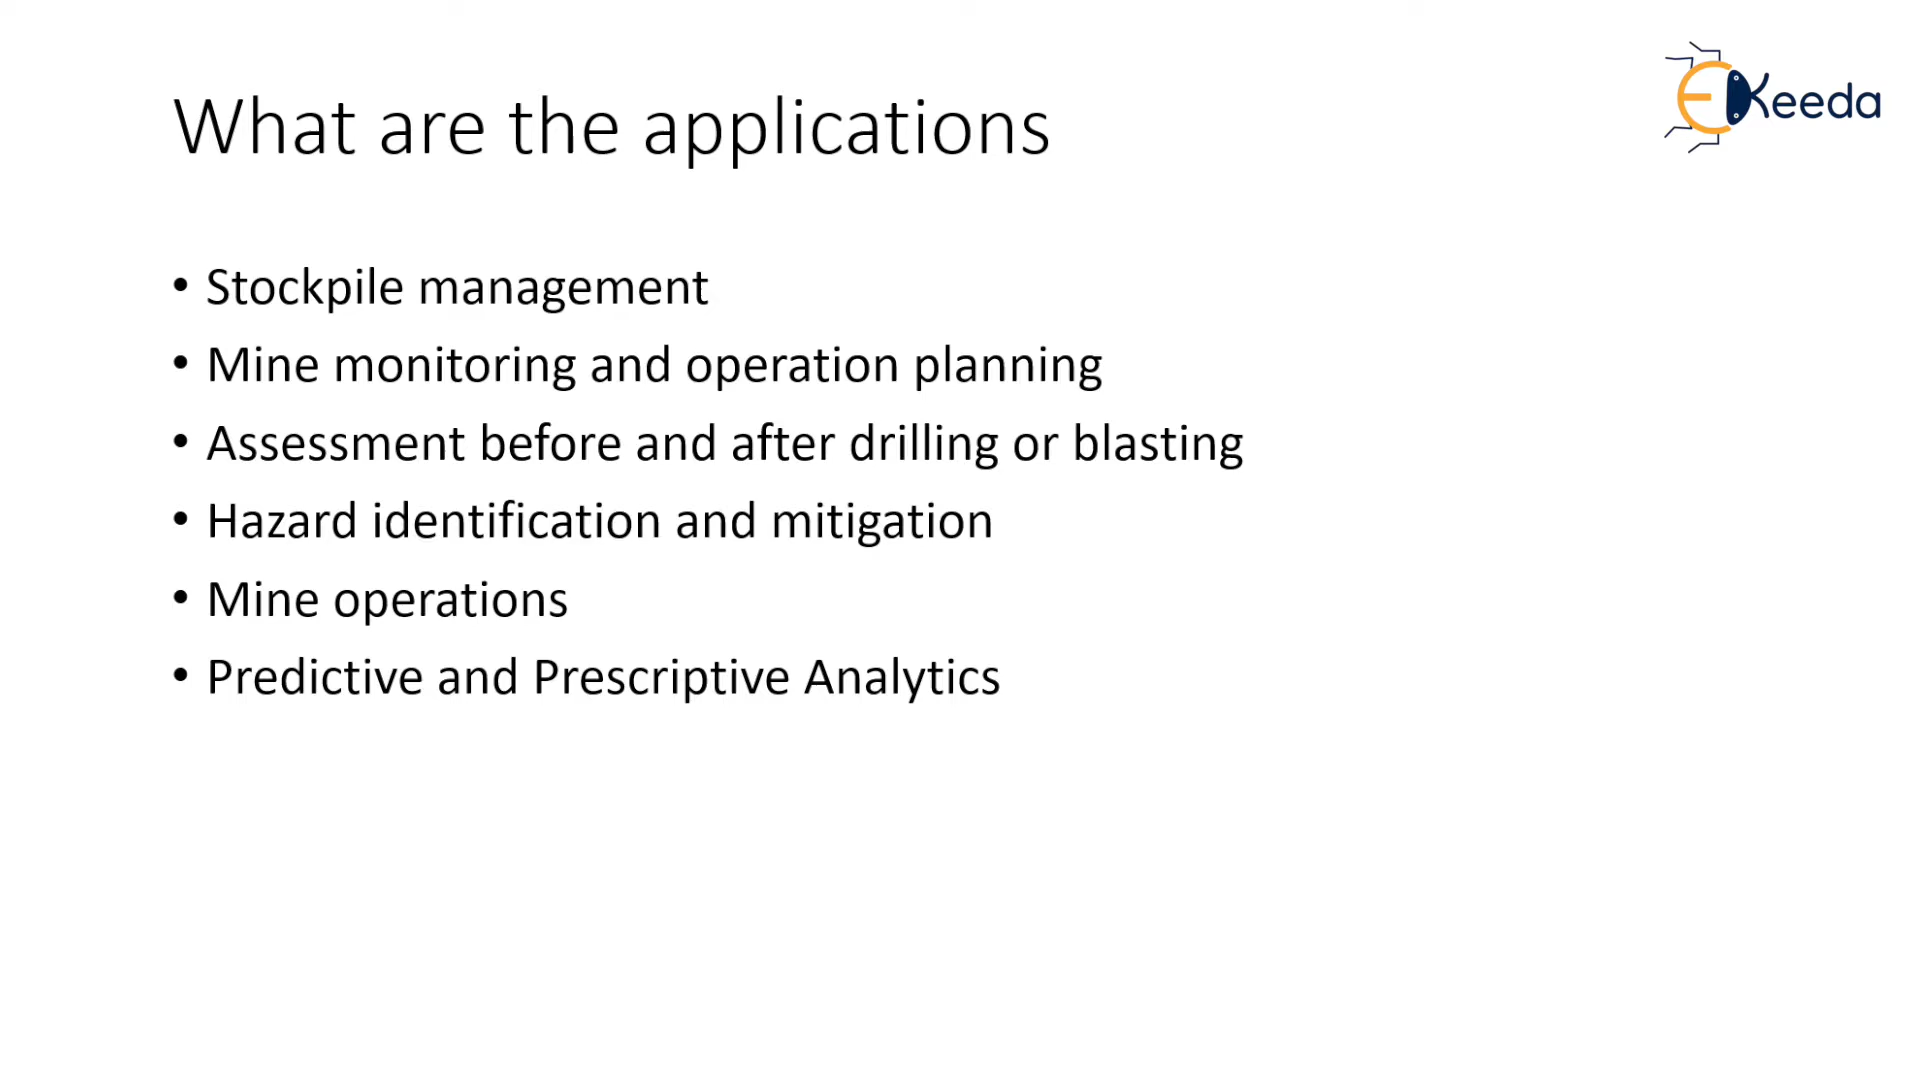 What are the applications
EKeeda
• Stockpile management
• Mine monitoring and operation planning
• Assessment before and after drilling or blasting
• Hazard identification and mitigation
• Mine operations
• Predictive and Prescriptive Analytics